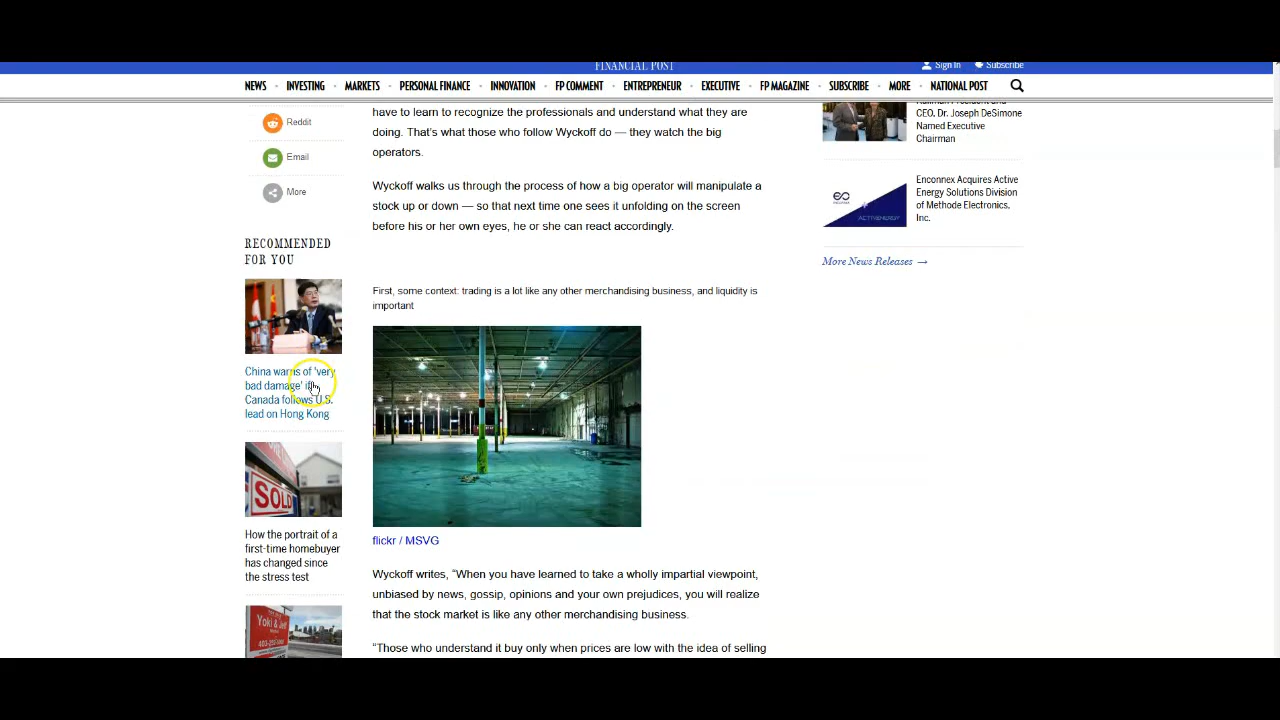 FINANCIAL POST
Sign In
Subscribe
NEWS
INVESTING
MARKETS
PERSONAL FINANCE
INNOVATION
FP COMMENT
ENTREPRENEUR
EXECUTIVE
FP MAGAZINE
SUBSCRIBE
MORE
NATIONAL POST
Reddit
Email
More
RECOMMENDED
FOR YOU
China warns of 'very
bad damage' if
Canada follows U.S.
lead on Hong Kong
SOLD
How the portrait of a
first-time homebuyer
has changed since
the stress test
Yoki & Jeff
have to learn to recognize the professionals and understand what they are
doing. That's what those who follow Wyckoff do — they watch the big
operators.
Wyckoff walks us through the process of how a big operator will manipulate a
stock up or down — so that next time one sees it unfolding on the screen
before his or her own eyes, he or she can react accordingly.
First, some context: trading is a lot like any other merchandising business, and liquidity is
important
flickr / MSVG
Wyckoff writes, “When you have learned to take a wholly impartial viewpoint,
unbiased by news, gossip, opinions and your own prejudices, you will realize
that the stock market is like any other merchandising business.
“Those who understand it buy only when prices are low with the idea of selling
President and
CEO, Dr. Joseph DeSimone
Named Executive
Chairman
Enconnex Acquires Active
Energy Solutions Division
of Methode Electronics,
Inc.
More News Releases →